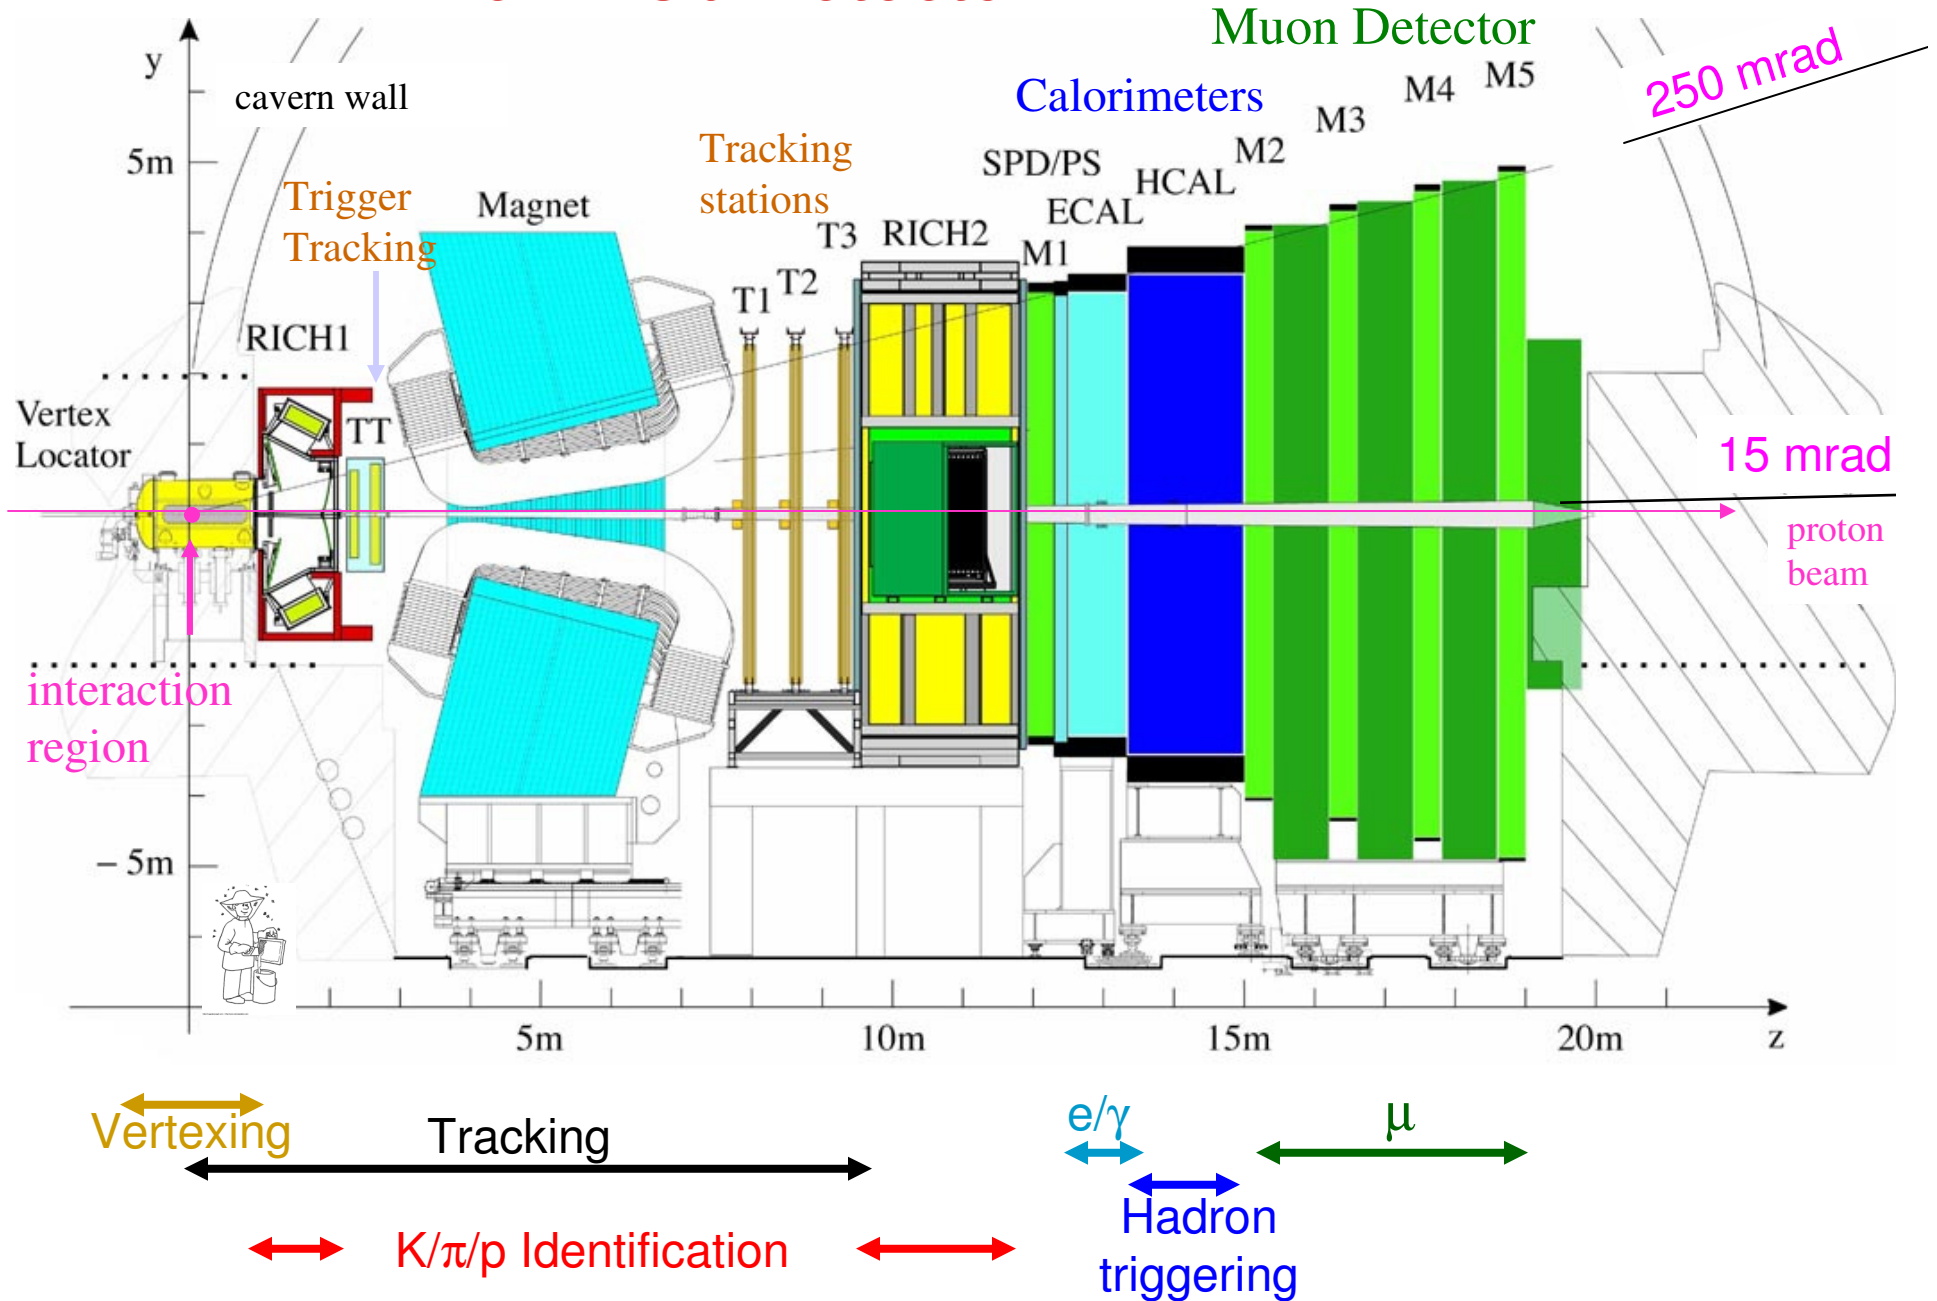 Muon Detector
250 mrad
y
cavern wall
Calorimeters
M5
M4
M3
M2
5m
Tracking
stations
SPD/PS
HCAL
ECAL
Trigger
Tracking
Magnet
T3
RICH2
M1
T2
T1
RICH1
Vertex
Locator
TT
15 mrad
proton
beam
interaction
region
– 5m
5m
10m
15m
20m
z
Vertexing
Tracking
e/γ
μ
K/π/p Identification
Hadron
triggering